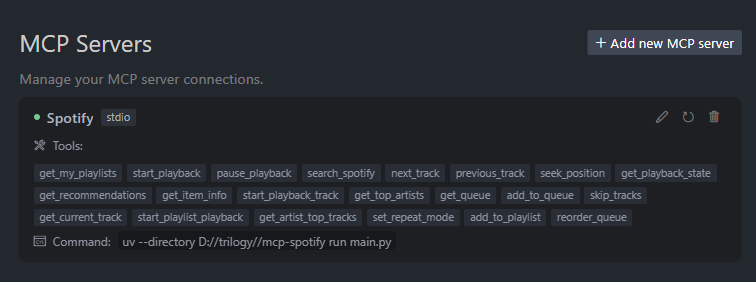 MCP Servers
+ Add new MCP server
Manage your MCP server connections.
Spotify stdio
Tools:
get_my_playlists start_playback pause_playback search_spotify next_track previous_track seek_position get_playback_state
get_recommendations get_item_info start_playback_track get_top_artists get_queue add_to_queue skip_tracks
get_current_track start_playlist_playback get_artist_top_tracks set_repeat_mode add_to_playlist reorder_queue
Command: uv --directory D://trilogy//mcp-spotify run main.py